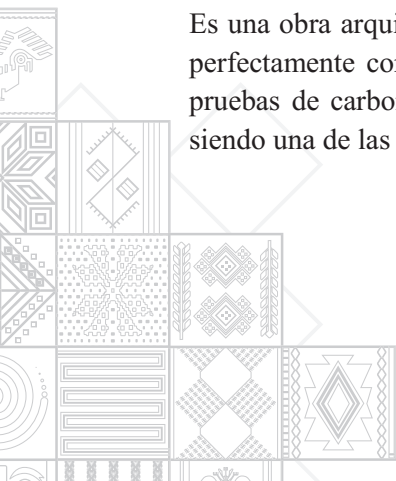 Es una obra arqui
perfectamente co
pruebas de carbo
siendo una de las